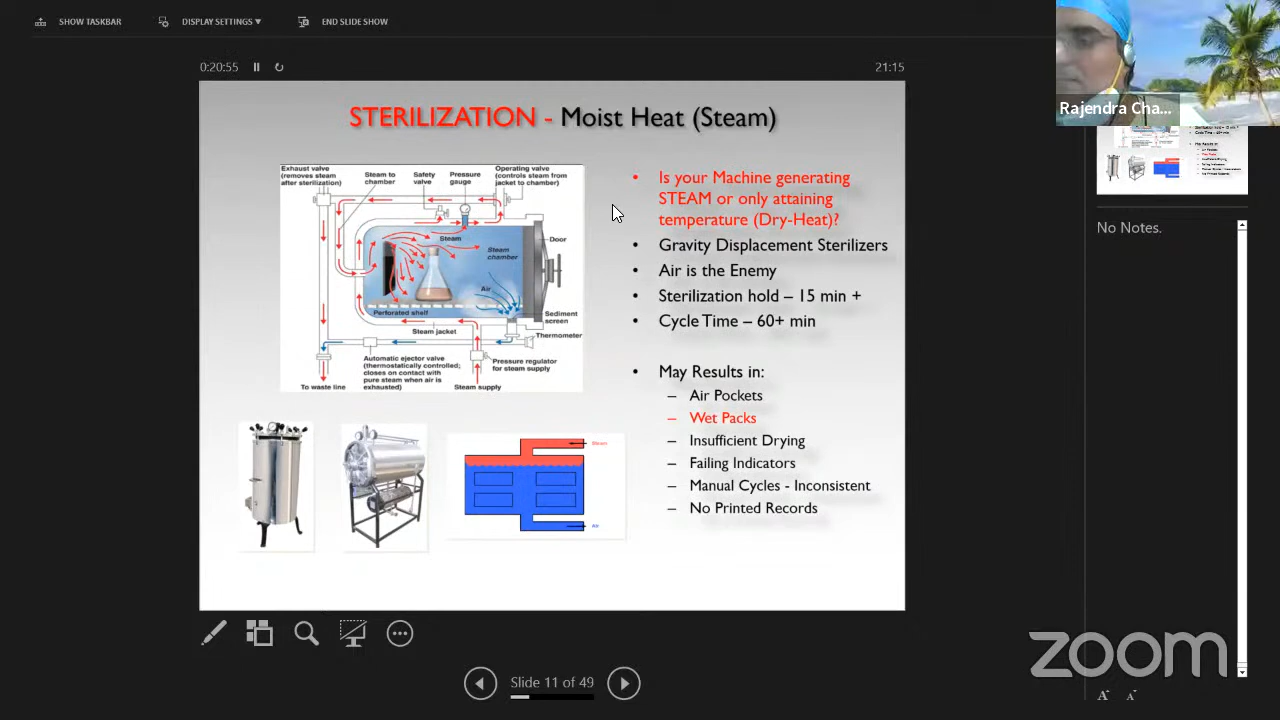 SHOW TASKBAR
DISPLAY SETTINGS ▾
END SLIDE SHOW
0:20:55
21:15
STERILIZATION - Moist Heat (Steam)
Exhaust valve
(removes steam
after sterilization)
Steam to
chamber
Safety
valve
Pressure
gauge
Operating valve
(controls steam from
jacket to chamber)
Steam
Steam
chamber
Door
Air
Perforated shelf
Sediment
screen
Steam jacket
Thermometer
Automatic ejector valve
(thermostatically controlled;
closes on contact with
pure steam when air is
exhausted)
Pressure regulator
for steam supply
To waste line
Steam supply
Steam
Air
• Is your Machine generating
STEAM or only attaining
temperature (Dry-Heat)?
• Gravity Displacement Sterilizers
• Air is the Enemy
• Sterilization hold – 15 min +
• Cycle Time – 60+ min
• May Results in:
– Air Pockets
– Wet Packs
– Insufficient Drying
– Failing Indicators
– Manual Cycles - Inconsistent
– No Printed Records
Slide 11 of 49
Rajendra Cha...
No Notes.
zoom
A
A